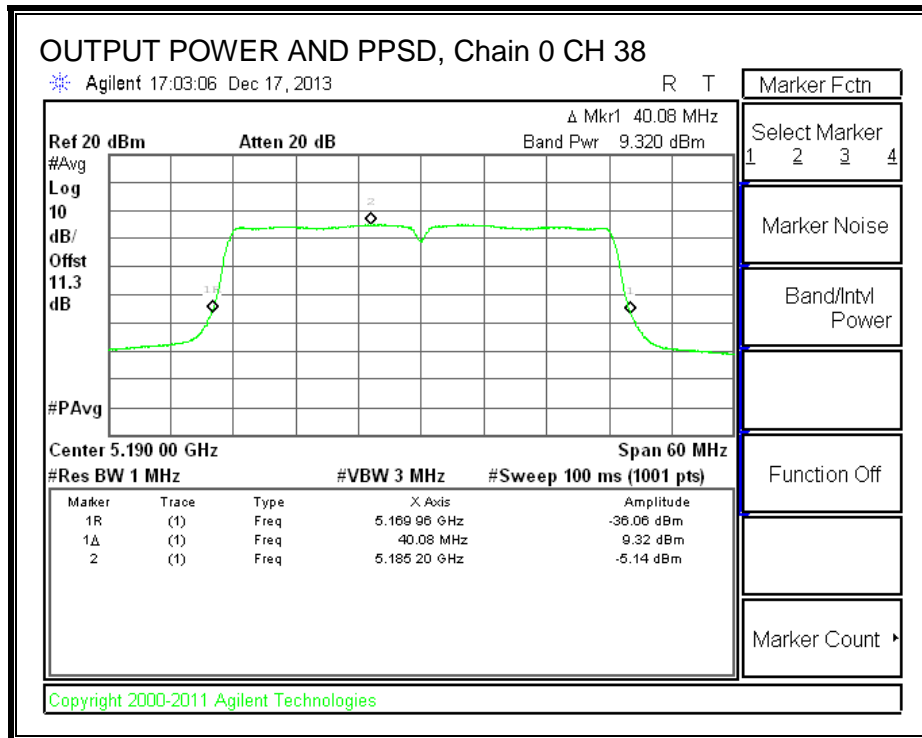 OUTPUT POWER AND PPSD, Chain 0 CH 38
Agilent 17:03:06 Dec 17, 2013 R T
Marker Fctn
Δ Mkr1 40.08 MHz
Ref 20 dBm Atten 20 dB Band Pwr 9.320 dBm
Select Marker
1 2 3 4
#Avg
Log
10
dB/
Offst
11.3
dB
2
1R
1
Marker Noise
Band/Intvl
Power
#PAvg
Center 5.190 00 GHz Span 60 MHz
#Res BW 1 MHz #VBW 3 MHz #Sweep 100 ms (1001 pts)
Function Off
Marker Trace Type X Axis Amplitude
1R (1) Freq 5.169 96 GHz -36.06 dBm
1Δ (1) Freq 40.08 MHz 9.32 dBm
2 (1) Freq 5.185 20 GHz -5.14 dBm
Marker Count
Copyright 2000-2011 Agilent Technologies